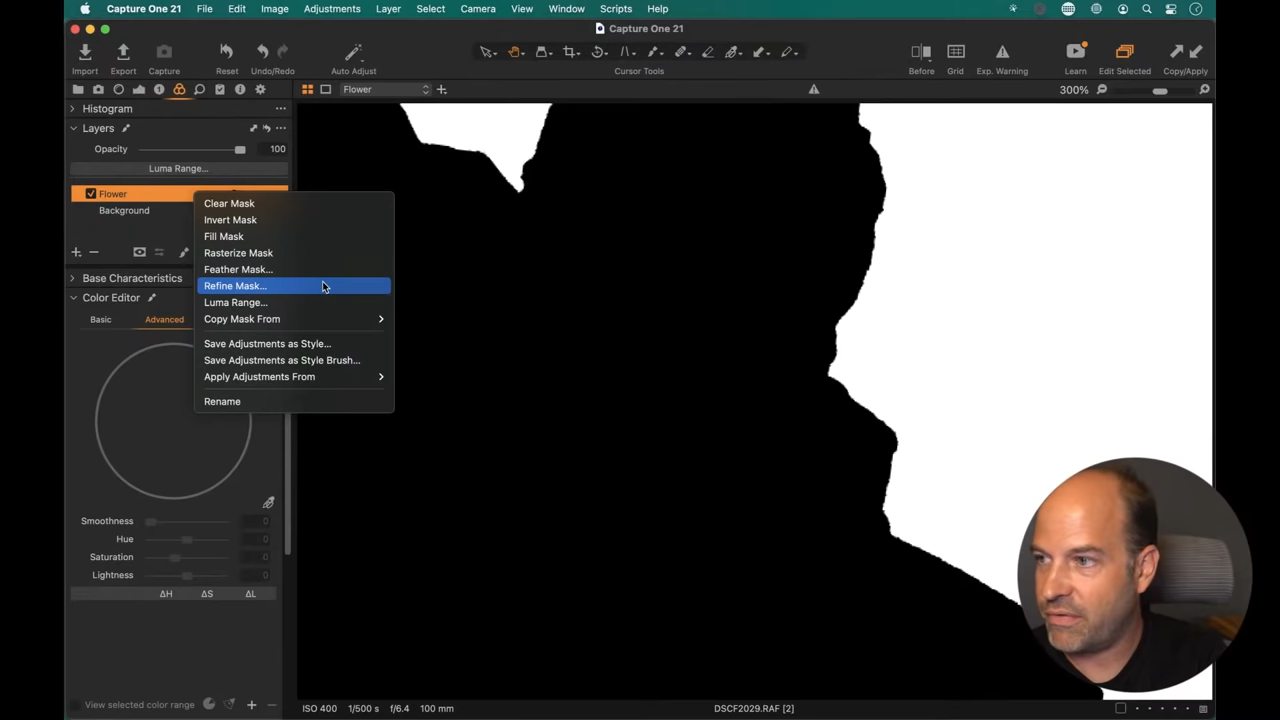 Capture One 21 File Edit Image Adjustments Layer Select Camera View Window Scripts Help
Capture One 21
Import Export Capture Reset Undo/Redo Auto Adjust Cursor Tools Before Grid Exp. Warning Learn Edit Selected Copy/Apply
Histogram
Flower
300%
Layers
Opacity 100
Luma Range...
Flower
Background
Clear Mask
Invert Mask
Fill Mask
Rasterize Mask
Feather Mask...
Refine Mask...
Luma Range...
Copy Mask From
Save Adjustments as Style...
Save Adjustments as Style Brush...
Apply Adjustments From
Rename
Base Characteristics
Color Editor
Basic Advanced
Smoothness 0
Hue 0
Saturation 0
Lightness 0
ΔH ΔS ΔL
View selected color range
ISO 400 1/500 s f/6.4 100 mm DSCF2029.RAF [2]